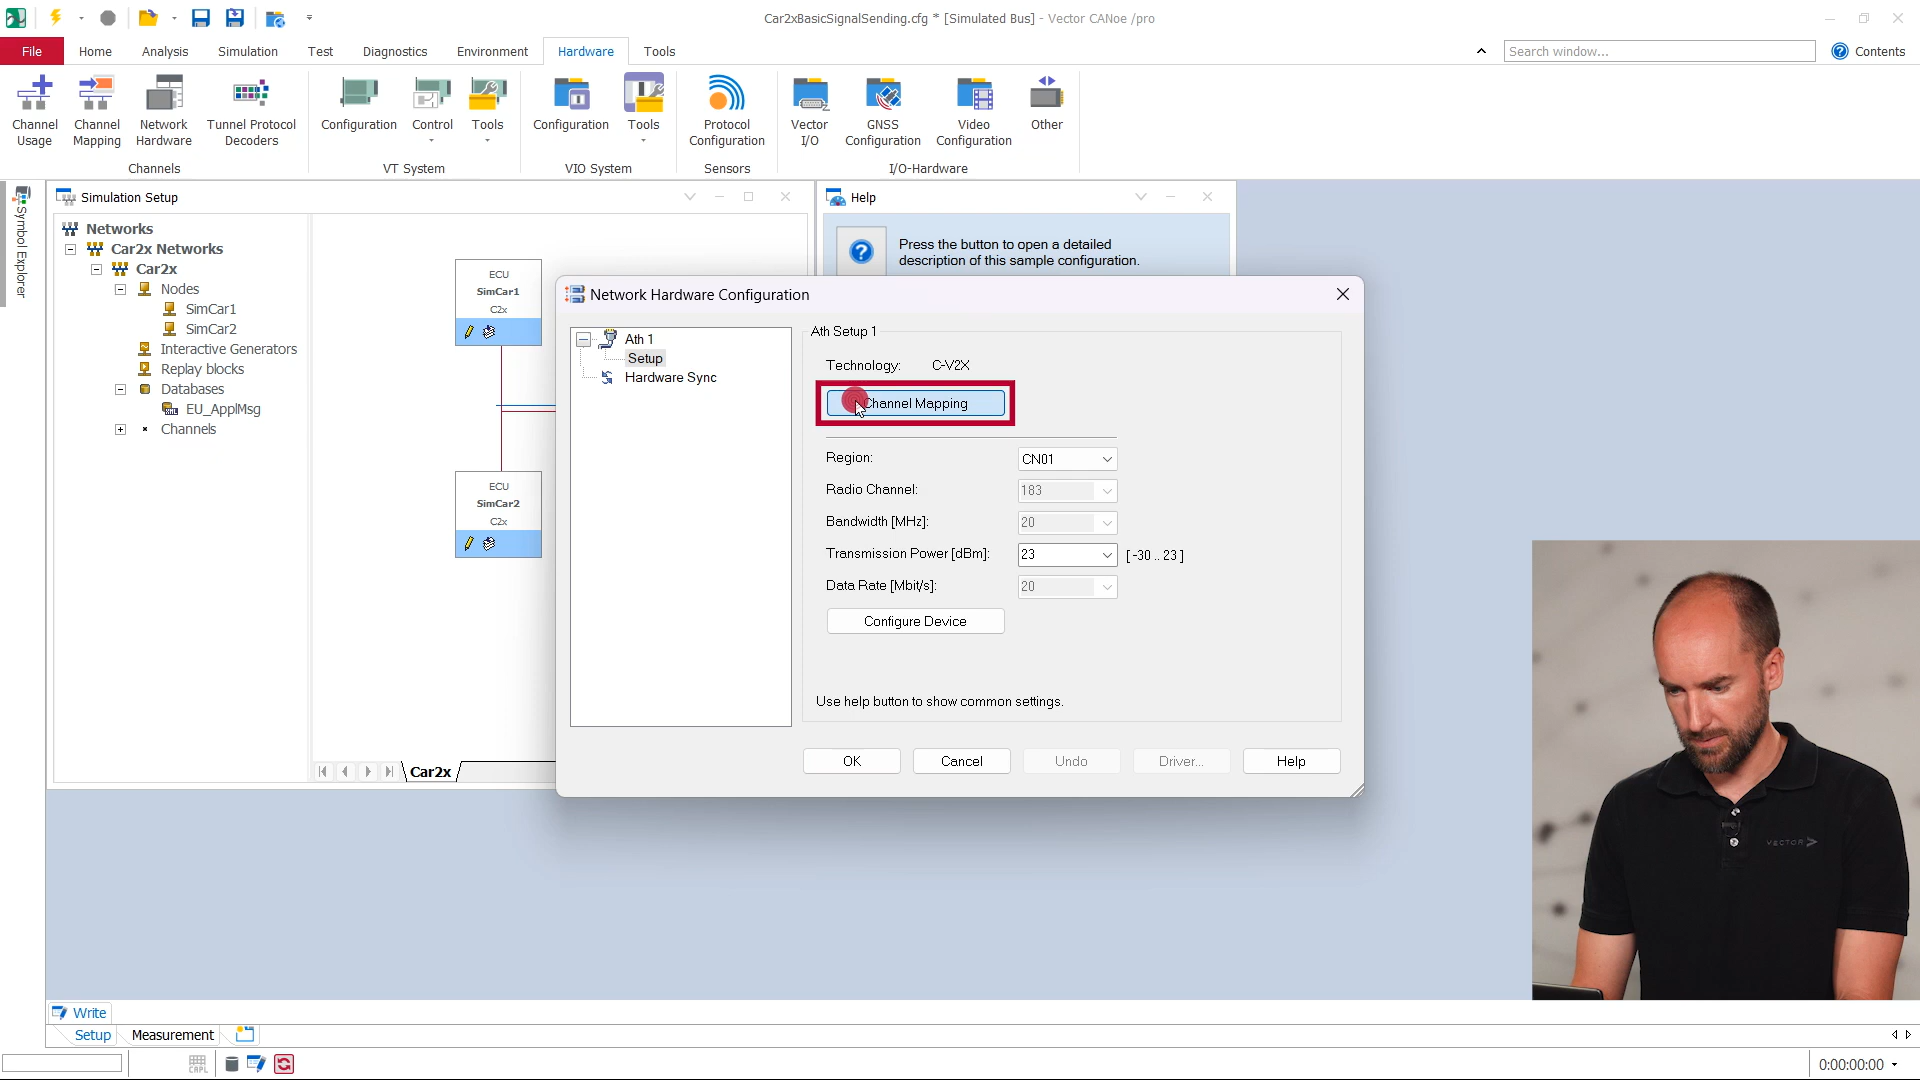 Car2xBasicSignalSending.cfg * [Simulated Bus] - Vector CANoe /pro
File
Home
Analysis
Simulation
Test
Diagnostics
Environment
Hardware
Tools
Search window...
Contents
Channel Usage
Channel Mapping
Network Hardware
Tunnel Protocol Decoders
Channels
Configuration
Control
Tools
VT System
Configuration
Tools
VIO System
Protocol Configuration
Sensors
Vector I/O
GNSS Configuration
Video Configuration
Other
I/O-Hardware
Symbol Explorer
Simulation Setup
Networks
Car2x Networks
Car2x
Nodes
SimCar1
SimCar2
Interactive Generators
Replay blocks
Databases
EU_ApplMsg
Channels
ECU
SimCar1
C2x
ECU
SimCar2
C2x
Car2x
Help
Press the button to open a detailed
description of this sample configuration.
Network Hardware Configuration
Ath 1
Setup
Hardware Sync
Ath Setup 1
Technology: C-V2X
Channel Mapping
Region: CN01
Radio Channel: 183
Bandwidth [MHz]: 20
Transmission Power [dBm]: 23 [ -30 .. 23 ]
Data Rate [Mbit/s]: 20
Configure Device
Use help button to show common settings.
OK
Cancel
Undo
Driver...
Help
VECTOR
Write
Setup
Measurement
CAPL
0:00:00:00